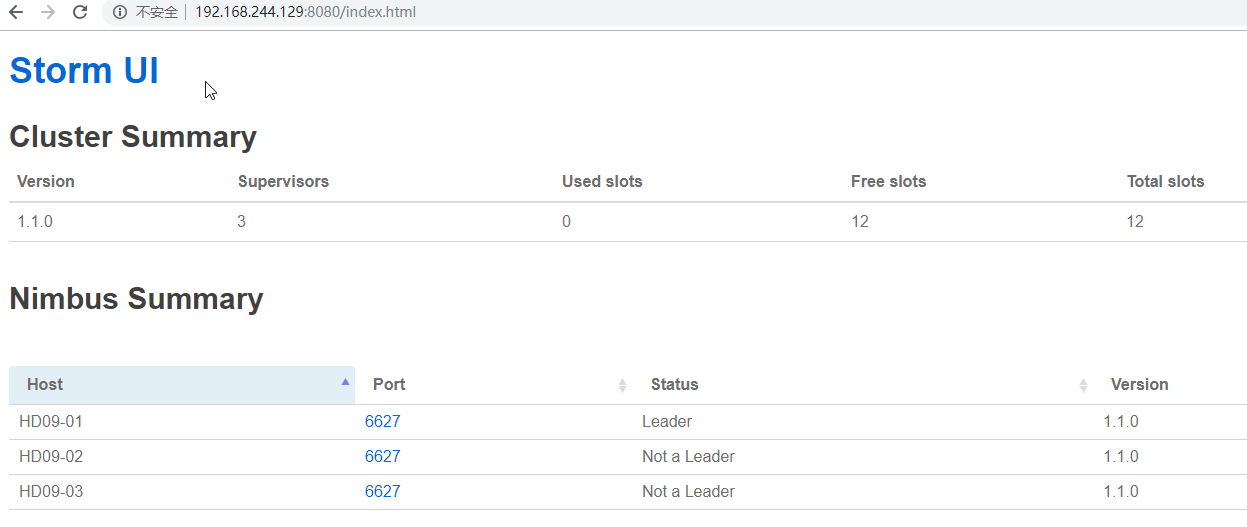 不安全 192.168.244.129:8080/index.html
Storm UI
Cluster Summary
Version Supervisors Used slots Free slots Total slots
1.1.0 3 0 12 12
Nimbus Summary
Host Port Status Version
HD09-01 6627 Leader 1.1.0
HD09-02 6627 Not a Leader 1.1.0
HD09-03 6627 Not a Leader 1.1.0